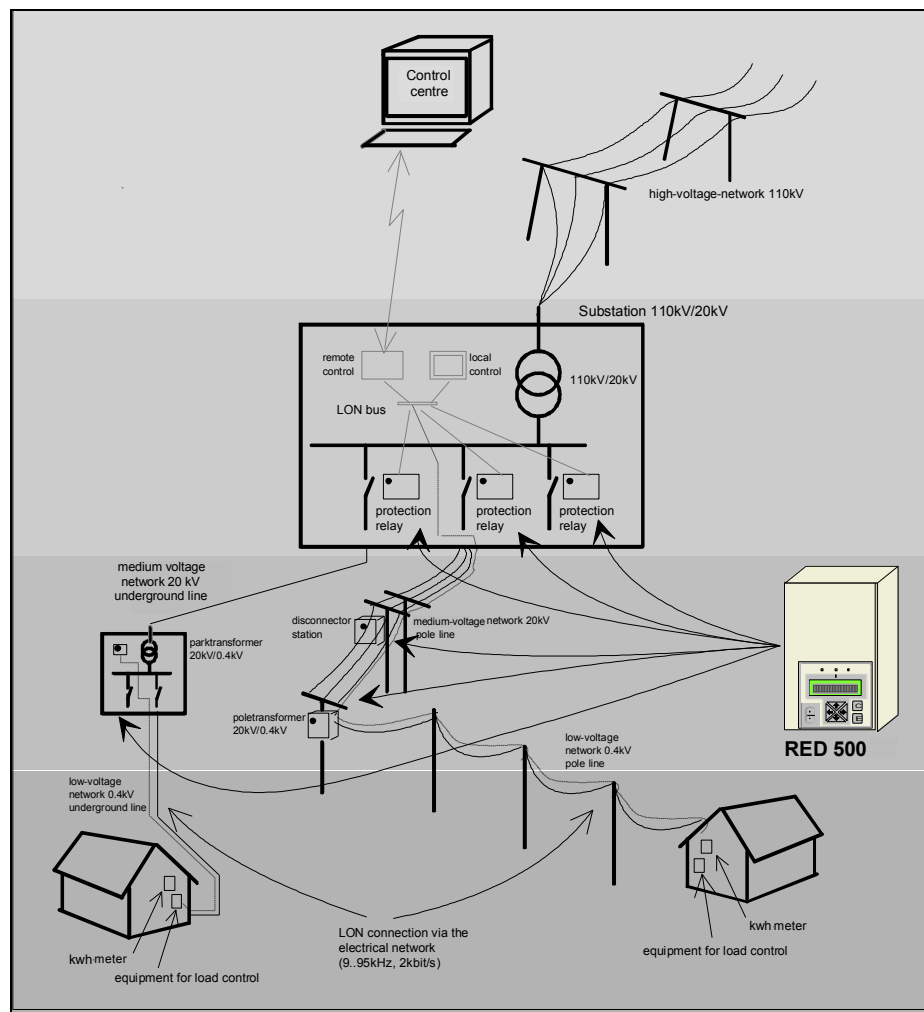 Control
centre
high-voltage-network 110kV
Substation 110kV/20kV
remote
control
local
control
110kV/20kV
LON bus
protection
relay
protection
relay
protection
relay
medium voltage
network 20 kV
underground line
disconnector
station
medium-voltage network 20kV
pole line
parktransformer
20kV/0.4kV
poletransformer
20kV/0.4kV
low-voltage
network 0.4kV
pole line
RED 500
low-voltage
network 0.4kV
underground line
kwh-meter
equipment for load control
LON connection via the
electrical network
(9..95kHz, 2kbit/s)
kwh meter
equipment for load control